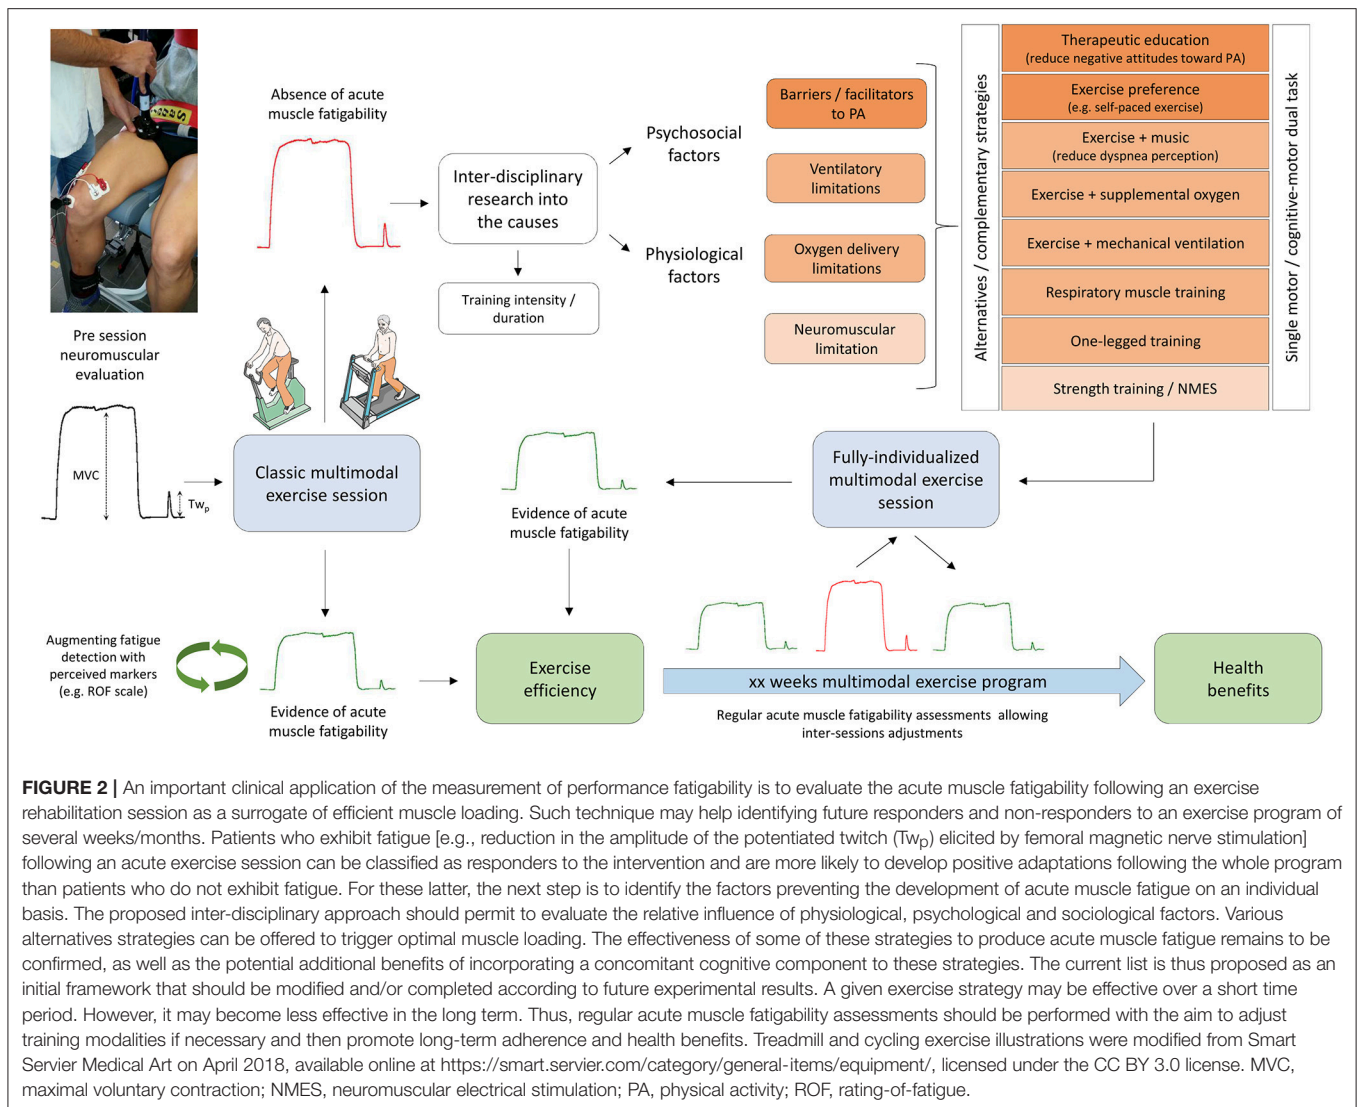 Absence of acute
muscle fatigability
Pre session
neuromuscular
evaluation
MVC
Twp
Classic multimodal
exercise session
Inter-disciplinary
research into
the causes
Training intensity /
duration
Psychosocial
factors
Physiological
factors
Barriers / facilitators
to PA
Ventilatory
limitations
Oxygen delivery
limitations
Neuromuscular
limitation
Alternatives / complementary strategies
Therapeutic education
(reduce negative attitudes toward PA)
Exercise preference
(e.g. self-paced exercise)
Exercise + music
(reduce dyspnea perception)
Exercise + supplemental oxygen
Exercise + mechanical ventilation
Respiratory muscle training
One-legged training
Strength training / NMES
Single motor / cognitive-motor dual task
Fully-individualized
multimodal exercise
session
Evidence of acute
muscle fatigability
Augmenting fatigue
detection with
perceived markers
(e.g. ROF scale)
Evidence of acute
muscle fatigability
Exercise
efficiency
xx weeks multimodal exercise program
Regular acute muscle fatigability assessments allowing
inter-sessions adjustments
Health
benefits
FIGURE 2 | An important clinical application of the measurement of performance fatigability is to evaluate the acute muscle fatigability following an exercise
rehabilitation session as a surrogate of efficient muscle loading. Such technique may help identifying future responders and non-responders to an exercise program of
several weeks/months. Patients who exhibit fatigue [e.g., reduction in the amplitude of the potentiated twitch (Twp) elicited by femoral magnetic nerve stimulation]
following an acute exercise session can be classified as responders to the intervention and are more likely to develop positive adaptations following the whole program
than patients who do not exhibit fatigue. For these latter, the next step is to identify the factors preventing the development of acute muscle fatigue on an individual
basis. The proposed inter-disciplinary approach should permit to evaluate the relative influence of physiological, psychological and sociological factors. Various
alternatives strategies can be offered to trigger optimal muscle loading. The effectiveness of some of these strategies to produce acute muscle fatigue remains to be
confirmed, as well as the potential additional benefits of incorporating a concomitant cognitive component to these strategies. The current list is thus proposed as an
initial framework that should be modified and/or completed according to future experimental results. A given exercise strategy may be effective over a short time
period. However, it may become less effective in the long term. Thus, regular acute muscle fatigability assessments should be performed with the aim to adjust
training modalities if necessary and then promote long-term adherence and health benefits. Treadmill and cycling exercise illustrations were modified from Smart
Servier Medical Art on April 2018, available online at https://smart.servier.com/category/general-items/equipment/, licensed under the CC BY 3.0 license. MVC,
maximal voluntary contraction; NMES, neuromuscular electrical stimulation; PA, physical activity; ROF, rating-of-fatigue.